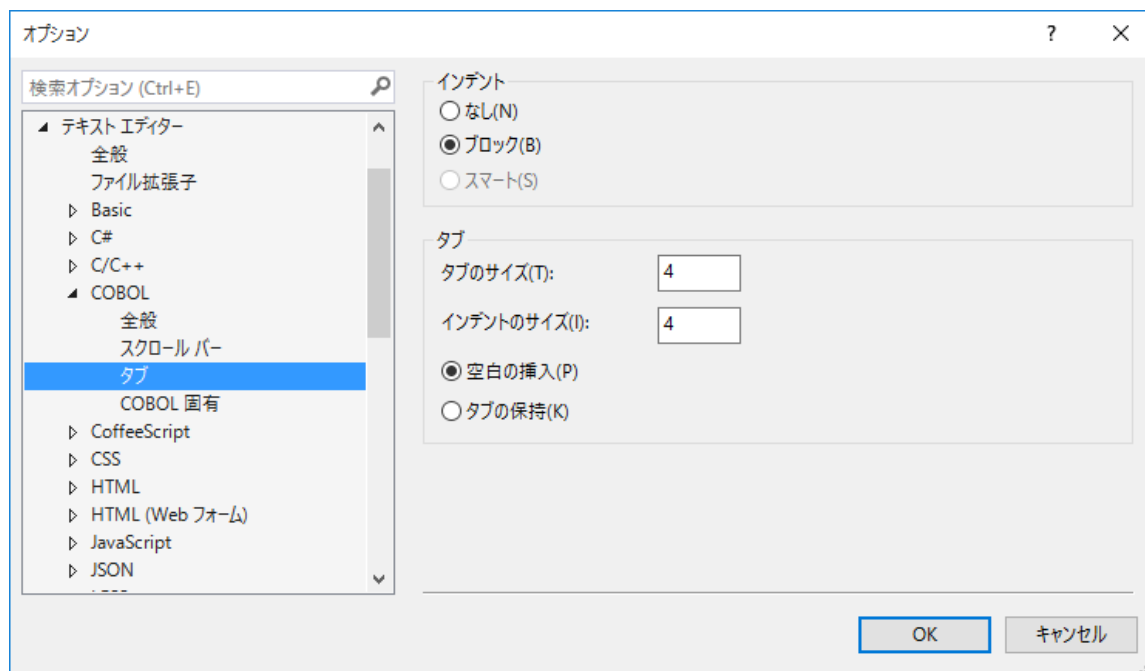 オプション
?
検索オプション (Ctrl+E)
テキスト エディター
全般
ファイル拡張子
Basic
C#
C/C++
COBOL
全般
スクロール バー
タブ
COBOL 固有
CoffeeScript
CSS
HTML
HTML (Web フォーム)
JavaScript
JSON
インデント
なし(N)
ブロック(B)
スマート(S)
タブ
タブのサイズ(T): 4
インデントのサイズ(I): 4
空白の挿入(P)
タブの保持(K)
OK キャンセル